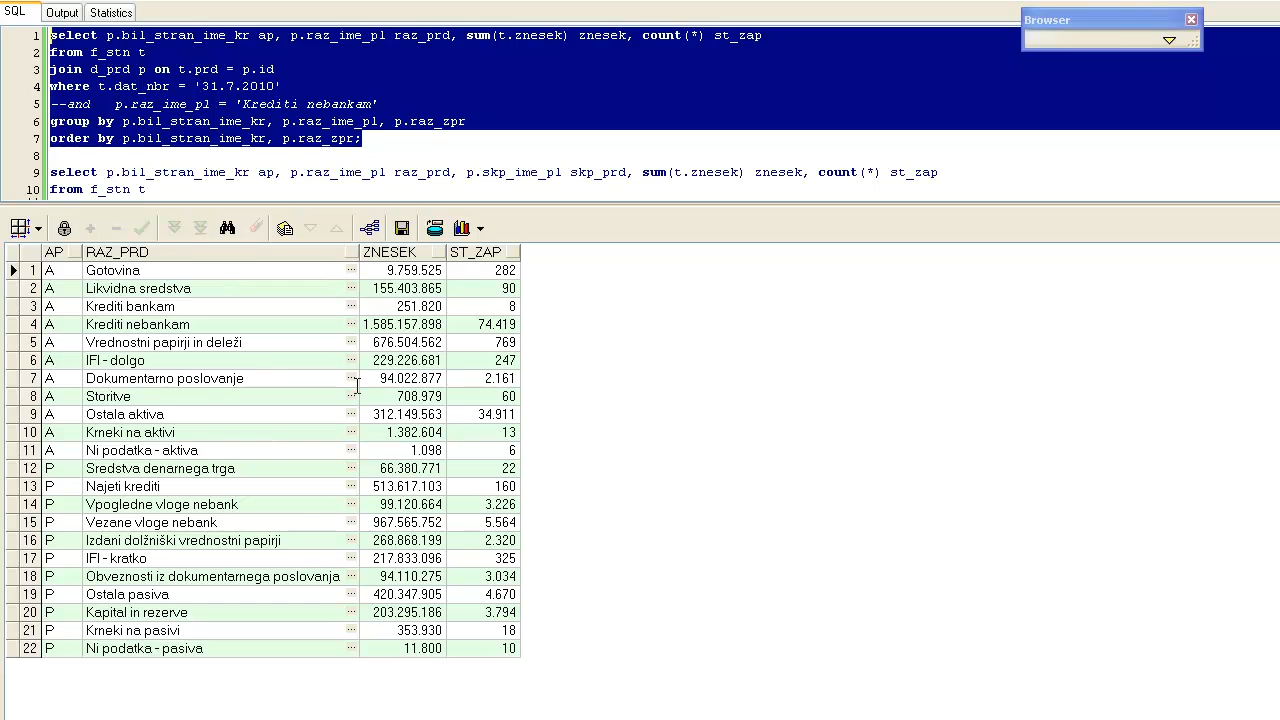 SQL Output Statistics
Browser
1 select p.bil_stran_ime_kr ap, p.raz_ime_pl raz_prd, sum(t.znesek) znesek, count(*) st_zap
2 from f_stn t
3 join d_prd p on t.prd = p.id
4 where t.dat_nbr = '31.7.2010'
5 --and   p.raz_ime_pl = 'Krediti nebankam'
6 group by p.bil_stran_ime_kr, p.raz_ime_pl, p.raz_zpr
7 order by p.bil_stran_ime_kr, p.raz_zpr;
8
9 select p.bil_stran_ime_kr ap, p.raz_ime_pl raz_prd, p.skp_ime_pl skp_prd, sum(t.znesek) znesek, count(*) st_zap
10 from f_stn t
AP RAZ_PRD ZNESEK ST_ZAP
1 A Gotovina ... 9.759.525 282
2 A Likvidna sredstva ... 155.403.865 90
3 A Krediti bankam ... 251.820 8
4 A Krediti nebankam ... 1.585.157.898 74.419
5 A Vrednostni papirji in deleži ... 676.504.562 769
6 A IFI - dolgo ... 229.226.681 247
7 A Dokumentarno poslovanje ... 94.022.877 2.161
8 A Storitve ... 708.979 60
9 A Ostala aktiva ... 312.149.563 34.911
10 A Krneki na aktivi ... 1.382.604 13
11 A Ni podatka - aktiva ... 1.098 6
12 P Sredstva denarnega trga ... 66.380.771 22
13 P Najeti krediti ... 513.617.103 160
14 P Vpogledne vloge nebank ... 99.120.664 3.226
15 P Vezane vloge nebank ... 967.565.752 5.564
16 P Izdani dolžniški vrednostni papirji ... 268.868.199 2.320
17 P IFI - kratko ... 217.833.096 325
18 P Obveznosti iz dokumentarnega poslovanja ... 94.110.275 3.034
19 P Ostala pasiva ... 420.347.905 4.670
20 P Kapital in rezerve ... 203.295.186 3.794
21 P Krneki na pasivi ... 353.930 18
22 P Ni podatka - pasiva ... 11.800 10